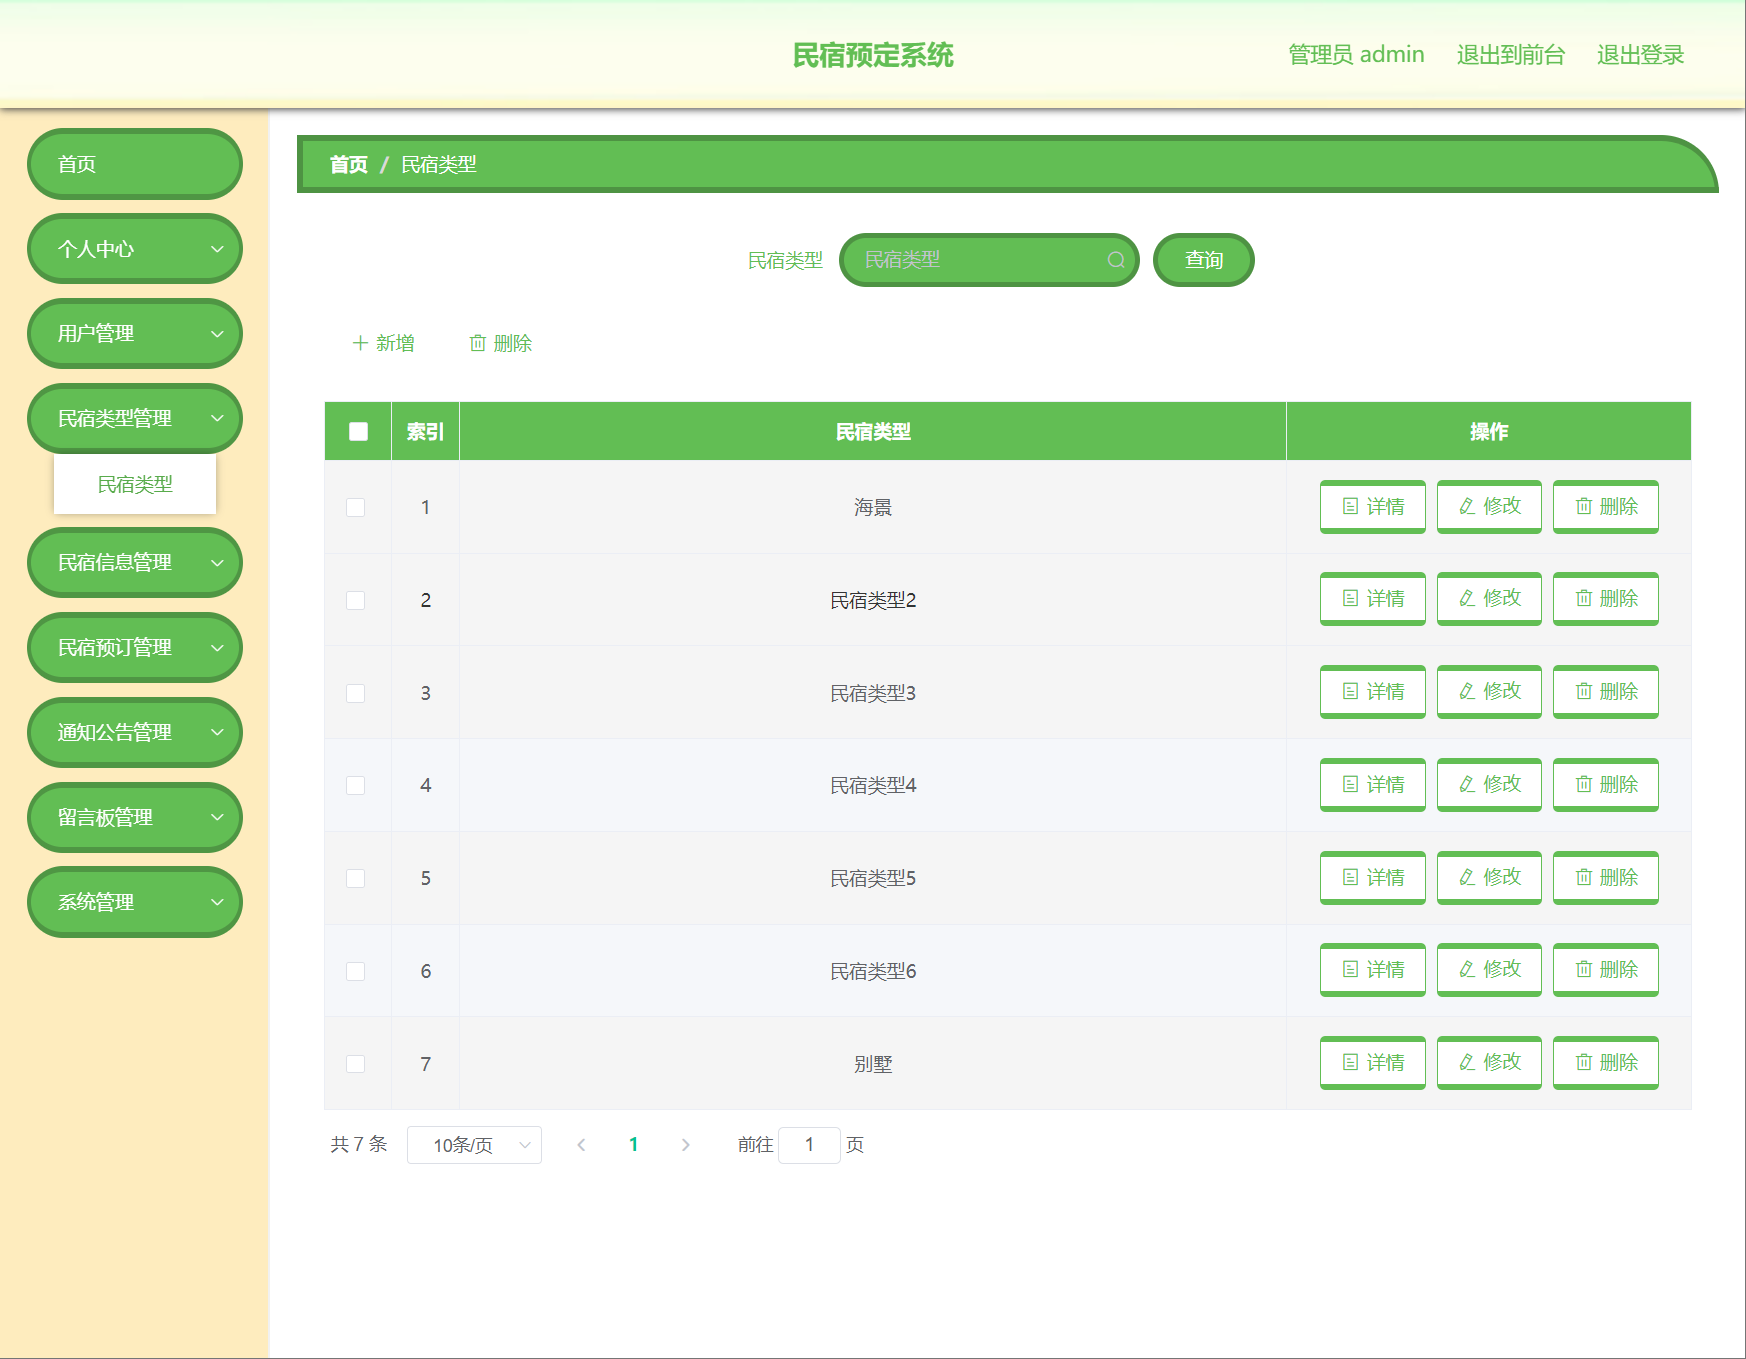 民宿预定系统
管理员 admin 退出到前台 退出登录
首页
个人中心
用户管理
民宿类型管理
民宿类型
民宿信息管理
民宿预订管理
通知公告管理
留言板管理
系统管理
首页 / 民宿类型
民宿类型 民宿类型 查询
新增 删除
索引 民宿类型 操作
1 海景 详情 修改 删除
2 民宿类型2 详情 修改 删除
3 民宿类型3 详情 修改 删除
4 民宿类型4 详情 修改 删除
5 民宿类型5 详情 修改 删除
6 民宿类型6 详情 修改 删除
7 别墅 详情 修改 删除
共 7 条 10条/页 1 前往 1 页